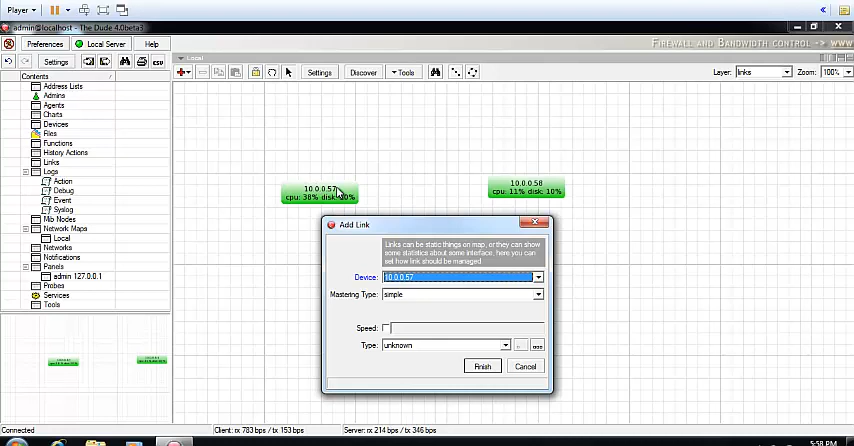 Player
admin@localhost - The Dude 4.0beta3
Preferences
Local Server
Help
FIREWALL AND BANDWIDTH CONTROL -> WWW
Settings
CSV
Local
Settings
Discover
Tools
Layer:
links
Zoom:
100%
Contents
Address Lists
Admins
Agents
Charts
Devices
Files
Functions
History Actions
Links
Logs
Action
Debug
Event
Syslog
Mib Nodes
Network Maps
Local
Networks
Notifications
Panels
admin 127.0.0.1
Probes
Services
Tools
10.0.0.57
cpu: 38% disk: 10%
10.0.0.58
cpu: 11% disk: 10%
Add Link
Links can be static things on map, or they can show
some statistics about some interface, here you can
set how link should be managed
Device:
10.0.0.57
Mastering Type:
simple
Speed:
Type:
unknown
Finish
Cancel
Connected
Client: rx 783 bps / tx 153 bps
Server: rx 214 bps / tx 346 bps
5:58 PM